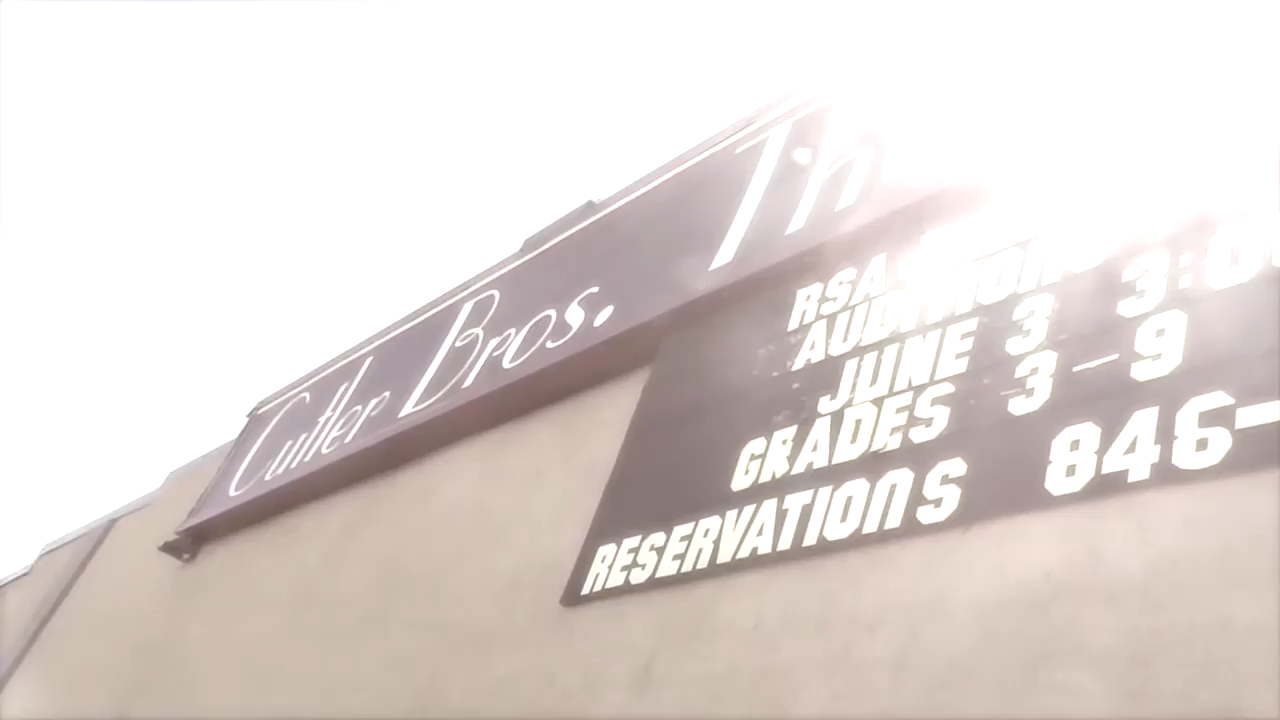 Cutler Bros.
RSA
AUDITIONS
JUNE 3 3:0
GRADES 3-9
RESERVATIONS 846-